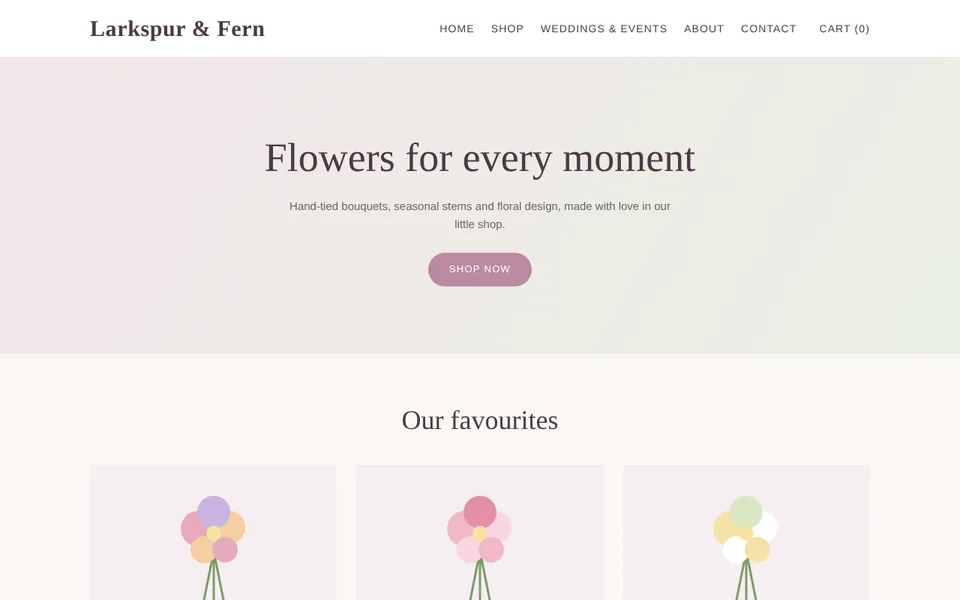 Larkspur & Fern
HOME SHOP WEDDINGS & EVENTS ABOUT CONTACT CART (0)
Flowers for every moment
Hand-tied bouquets, seasonal stems and floral design, made with love in our
little shop.
SHOP NOW
Our favourites